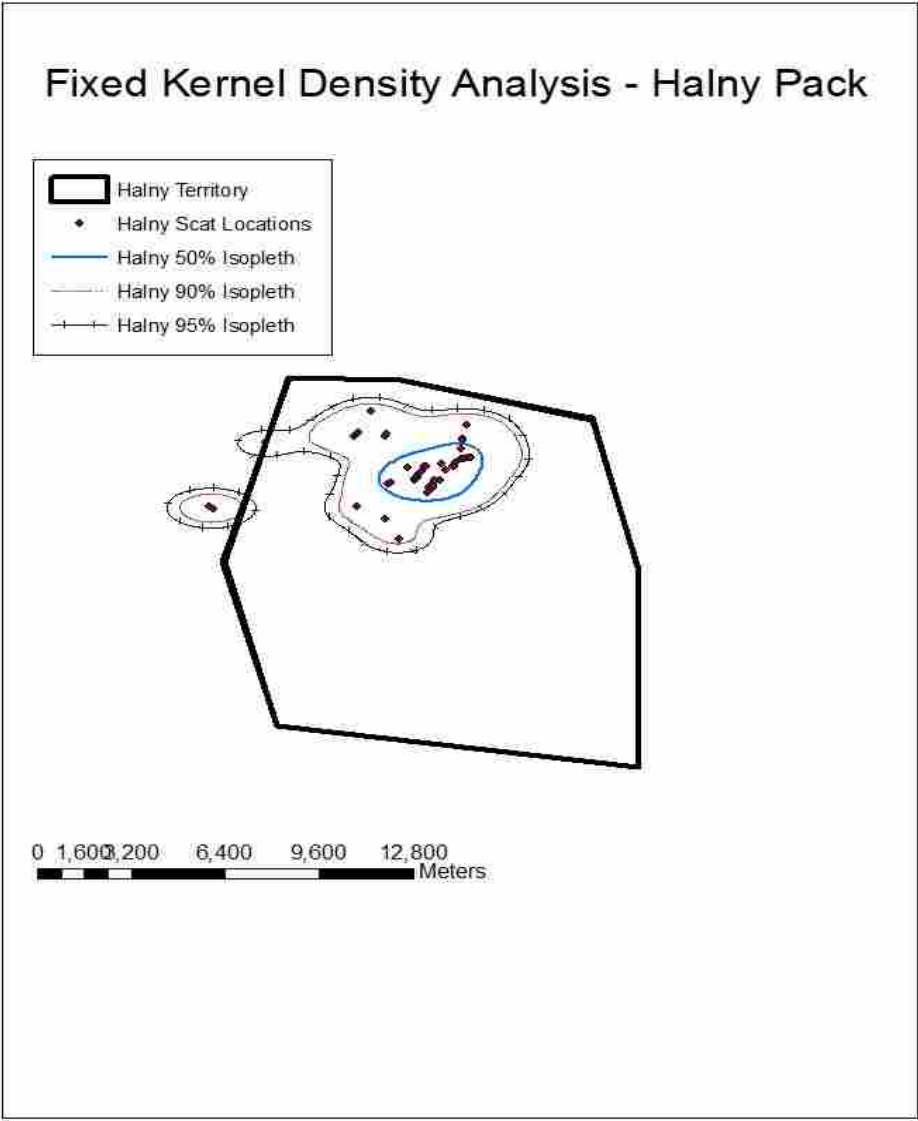 Fixed Kernel Density Analysis - Halny Pack
Halny Territory
Halny Scat Locations
Halny 50% Isopleth
Halny 90% Isopleth
Halny 95% Isopleth
0 1,600 3,200 6,400 9,600 12,800
Meters